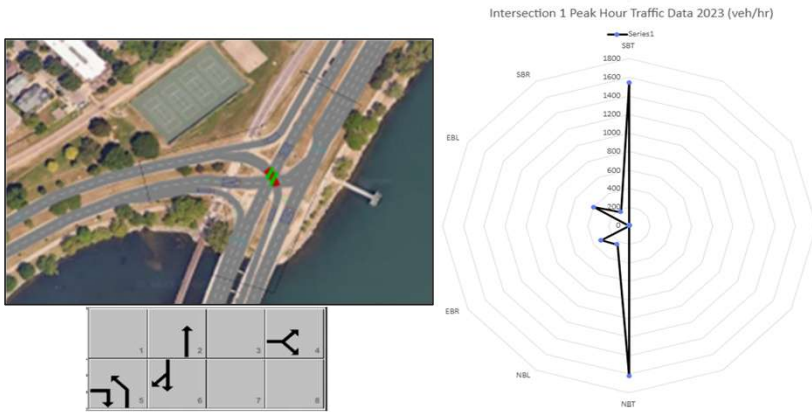 Intersection 1 Peak Hour Traffic Data 2023 (veh/hr)
Series1
SBT
SBR
EBL
EBR
NBL
NBT
1800
1600
1400
1200
1000
800
600
400
200
0
1
2
3
4
5
6
7
8